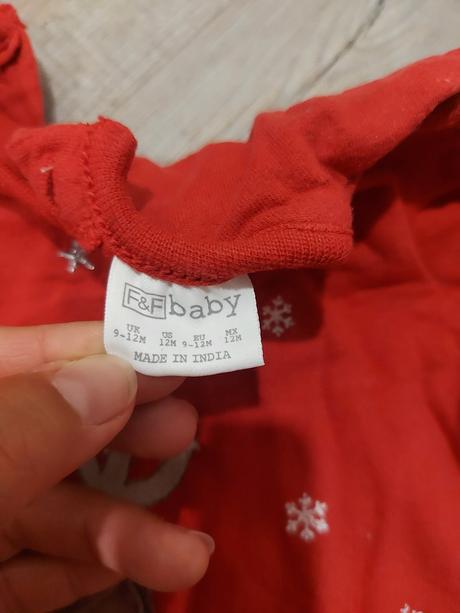 F&F baby
UK US EU MX
9-12M 12M 9-12M 12M
MADE IN INDIA